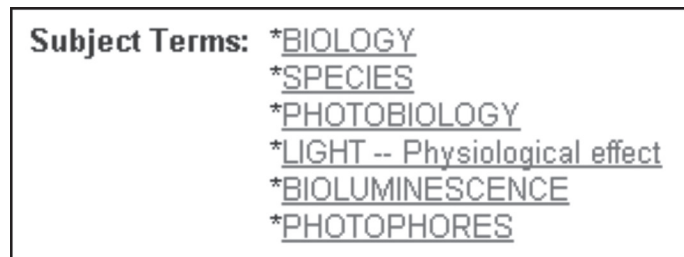 Subject Terms: *BIOLOGY
*SPECIES
*PHOTOBIOLOGY
*LIGHT -- Physiological effect
*BIOLUMINESCENCE
*PHOTOPHORES